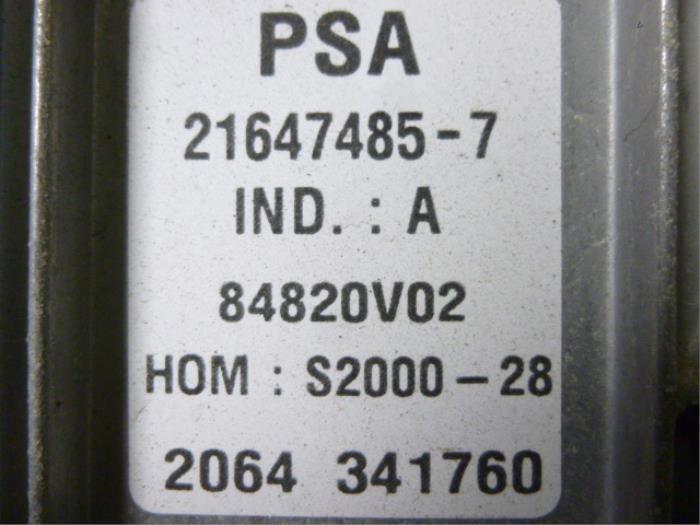 PSA
21647485-7
IND. : A
84820V02
HOM : S2000-28
2064 341760